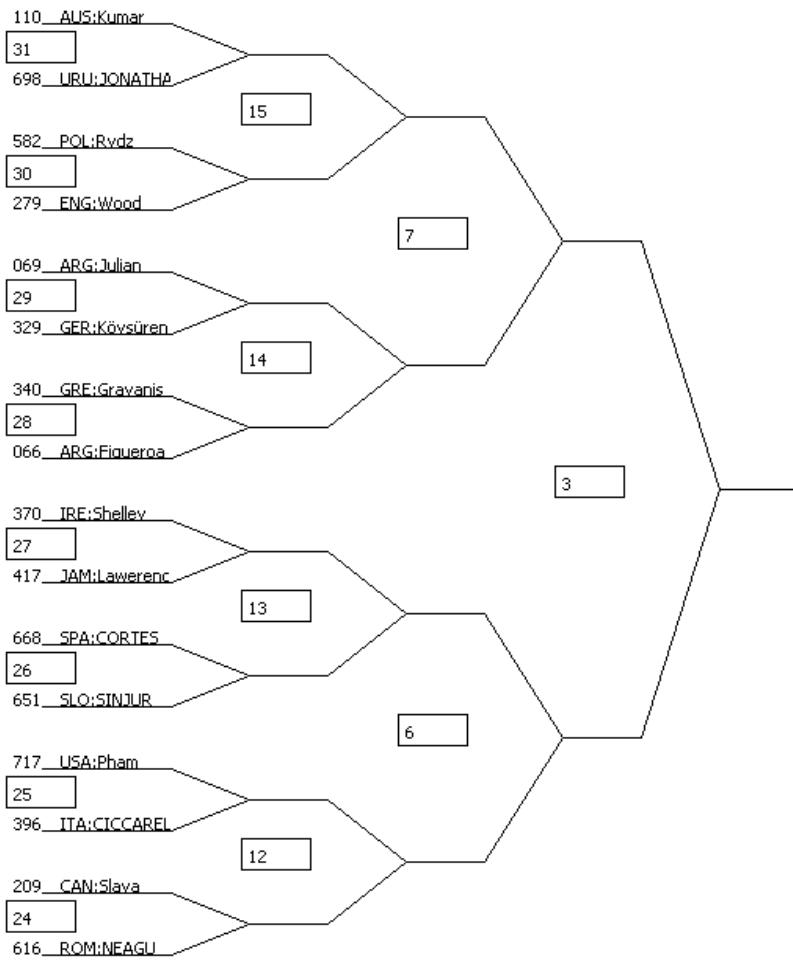 110 AUS:Kumar
31
698 URU:JONATHA
15
582 POL:Rydz
30
279 ENG:Wood
7
069 ARG:Julian
29
329 GER:Kövsüren
14
340 GRE:Gravanis
28
066 ARG:Figueroa
3
370 IRE:Shelley
27
417 JAM:Lawerenc
13
668 SPA:CORTES
26
651 SLO:SINJUR
6
717 USA:Pham
25
396 ITA:CICCAREL
12
209 CAN:Slava
24
616 ROM:NEAGU